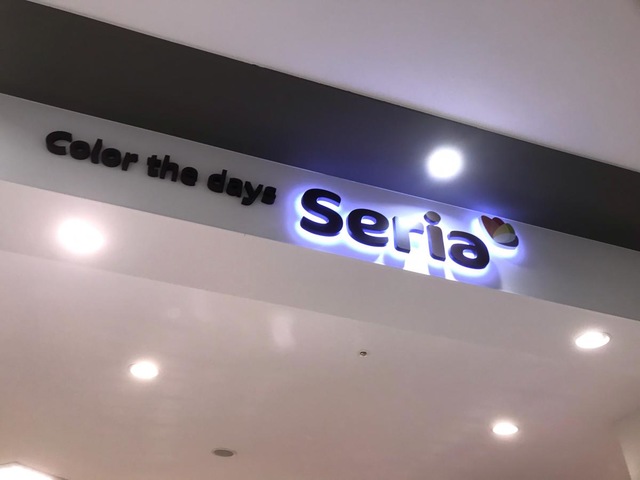 Color the days Seria